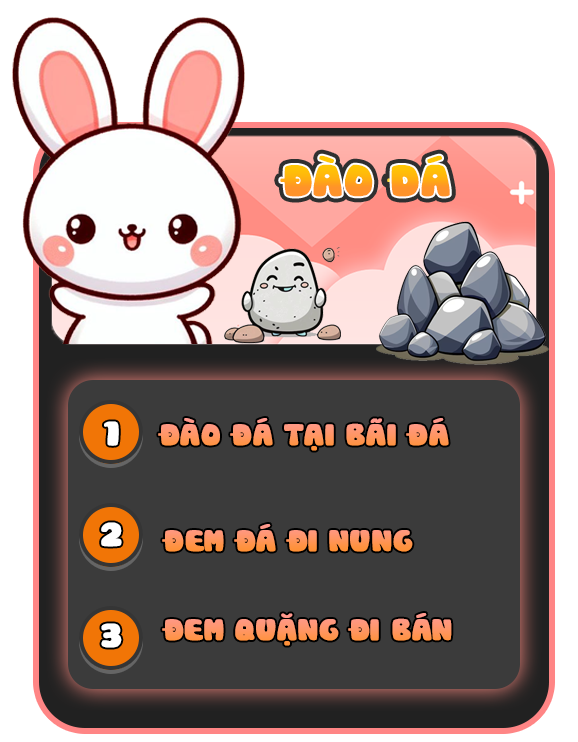 ĐÀO ĐÁ
1 ĐÀO ĐÁ TẠI BÃI ĐÁ
2 ĐEM ĐÁ ĐI NUNG
3 ĐEM QUẶNG ĐI BÁN